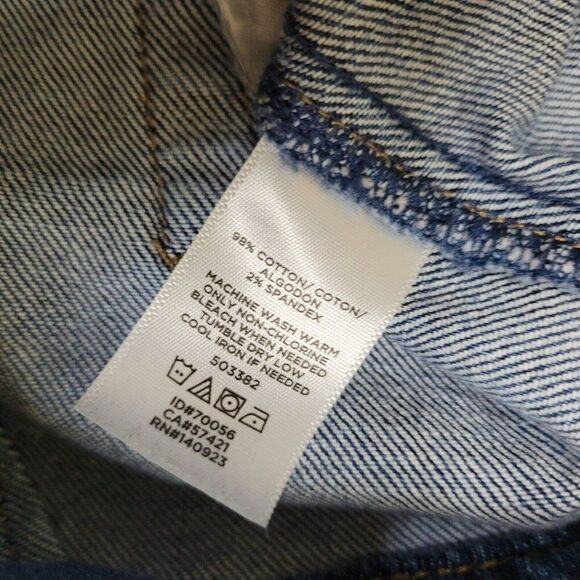 98% COTTON/ COTON/
ALGODON
2% SPANDEX
MACHINE WASH WARM
ONLY NON-CHLORINE
BLEACH WHEN NEEDED
TUMBLE DRY LOW
COOL IRON IF NEEDED
503382
ID#70056
CA#57421
RN#140923